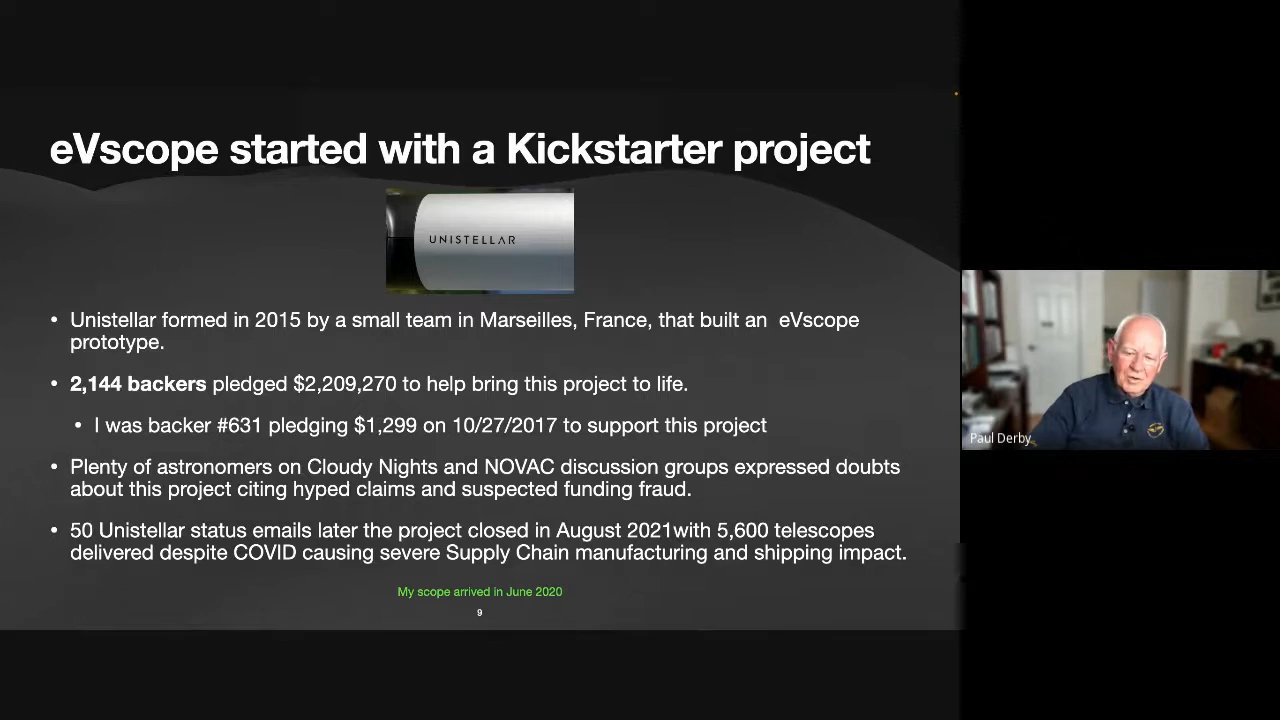 eVscope started with a Kickstarter project
UNISTELLAR
• Unistellar formed in 2015 by a small team in Marseilles, France, that built an eVscope
prototype.
• 2,144 backers pledged $2,209,270 to help bring this project to life.
• I was backer #631 pledging $1,299 on 10/27/2017 to support this project
• Plenty of astronomers on Cloudy Nights and NOVAC discussion groups expressed doubts
about this project citing hyped claims and suspected funding fraud.
• 50 Unistellar status emails later the project closed in August 2021with 5,600 telescopes
delivered despite COVID causing severe Supply Chain manufacturing and shipping impact.
My scope arrived in June 2020
9
Paul Derby